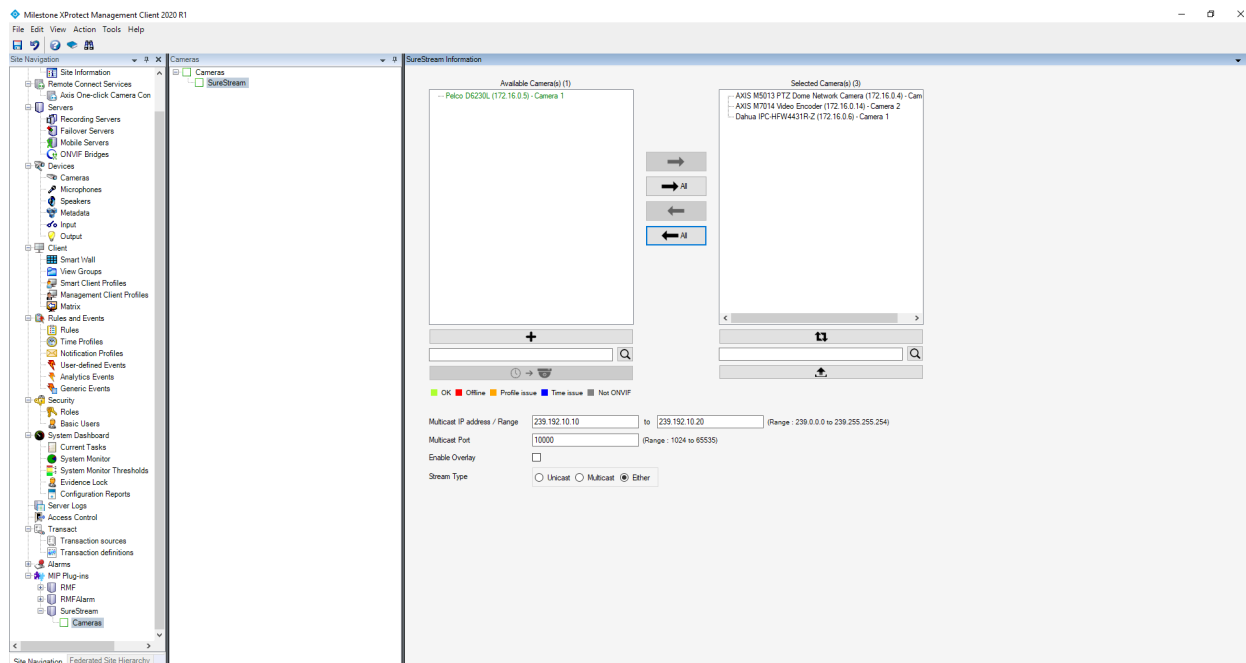 Milestone XProtect Management Client 2020 R1
File Edit View Action Tools Help
Site Navigation
Site Information
Remote Connect Services
Axis One-click Camera Con
Servers
Recording Servers
Failover Servers
Mobile Servers
ONVIF Bridges
Devices
Cameras
Microphones
Speakers
Metadata
Input
Output
Client
Smart Wall
View Groups
Smart Client Profiles
Management Client Profiles
Matrix
Rules and Events
Rules
Time Profiles
Notification Profiles
User-defined Events
Analytics Events
Generic Events
Security
Roles
Basic Users
System Dashboard
Current Tasks
System Monitor
System Monitor Thresholds
Evidence Lock
Configuration Reports
Server Logs
Access Control
Transact
Transaction sources
Transaction definitions
Alarms
MIP Plug-ins
RMF
RMFAlarm
SureStream
Cameras
Site Navigation Federated Site Hierarchy
Cameras
Cameras
SureStream
SureStream Information
Available Camera(s) (1)
Pelco D6230L (172.16.0.5) - Camera 1
All
All
Selected Camera(s) (3)
AXIS M5013 PTZ Dome Network Camera (172.16.0.4) - Cam
AXIS M7014 Video Encoder (172.16.0.14) - Camera 2
Dahua IPC-HFW4431R-Z (172.16.0.6) - Camera 1
OK Offline Profile issue Time issue Not ONVIF
Multicast IP address / Range 239.192.10.10 to 239.192.10.20 (Range : 239.0.0.0 to 239.255.255.254)
Multicast Port 10000 (Range : 1024 to 65535)
Enable Overlay
Stream Type Unicast Multicast Either